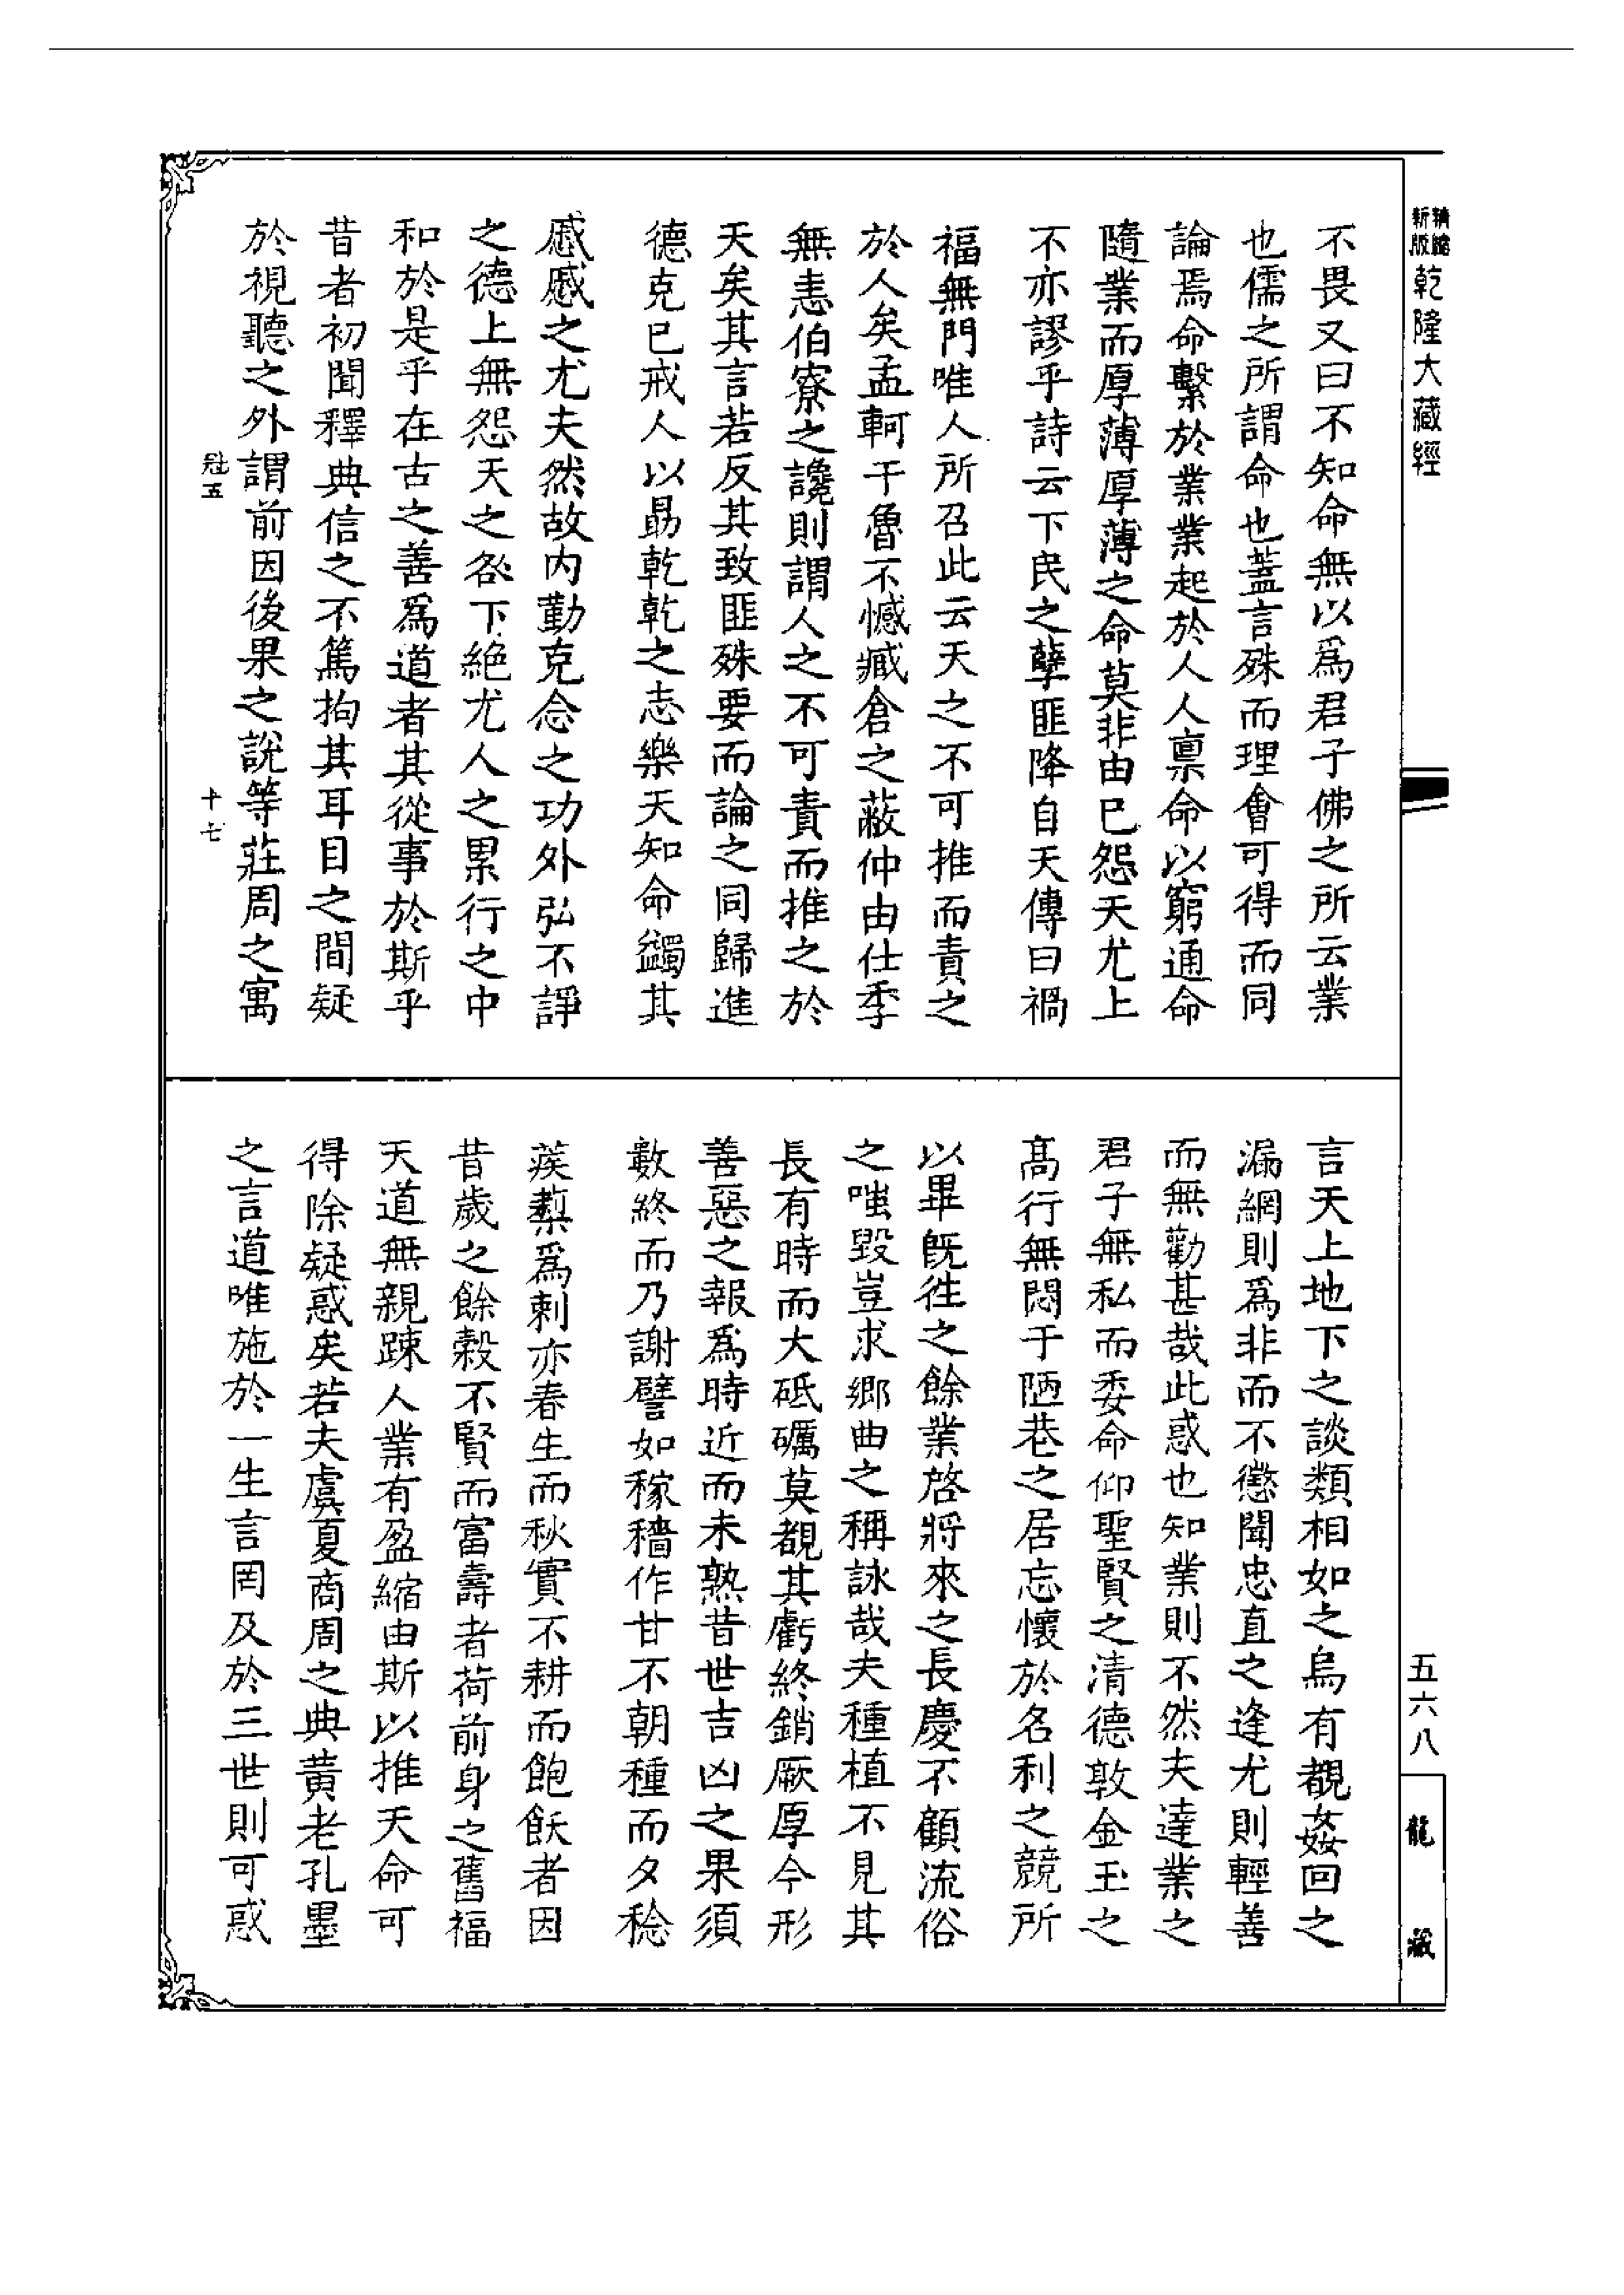 精縮新版乾隆大藏經
不畏又曰不知命無以爲君子佛之所云業
也儒之所謂命也蓋言殊而理會可得而同
論焉命繫於業業起於人人稟命以窮通命
隨業而厚薄厚薄之命莫非由已怨天尤上
不亦謬乎詩云下民之孽匪降自天傳曰禍
福無門唯人所召此云天之不可推而責之
於人矣孟軻干魯不憾臧倉之蔽仲由仕季
無恚伯寮之讒則謂人之不可責而推之於
天矣其言若反其致匪殊要而論之同歸進
德克已戒人以勗乾乾之志樂天知命蠲其
慼慼之尤夫然故内勤克念之功外弘不諍
之德上無怨天之咎下絶尤人之累行之中
和於是乎在古之善爲道者其從事於斯乎
昔者初聞釋典信之不篤拘其耳目之間疑
於視聽之外謂前因後果之說等莊周之寓
五
十七
言天上地下之談類相如之烏有覩姦回之
漏網則爲非而不懲聞忠直之逢尤則輕善
而無勸甚哉此惑也知業則不然夫達業之
君子無私而委命仰聖賢之清德敦金玉之
髙行無悶于陋巷之居忘懷於名利之競所
以畢旣徃之餘業啓將來之長慶不顧流俗
之嗤毀豈求鄉曲之稱詠哉夫種植不見其
長有時而大砥礪莫覩其虧終銷厥厚今形
善惡之報爲時近而未熟昔世吉凶之果須
數終而乃謝譬如稼穡作甘不朝種而夕稔
蒺蔾爲刺亦春生而秋實不耕而飽飫者因
昔歲之餘穀不賢而富壽者荷前身之舊福
天道無親踈人業有盈縮由斯以推天命可
得除疑惑矣若夫虞夏商周之典黄老孔墨
之言道唯施於一生言罔及於三世則可惑
五六八
龍藏